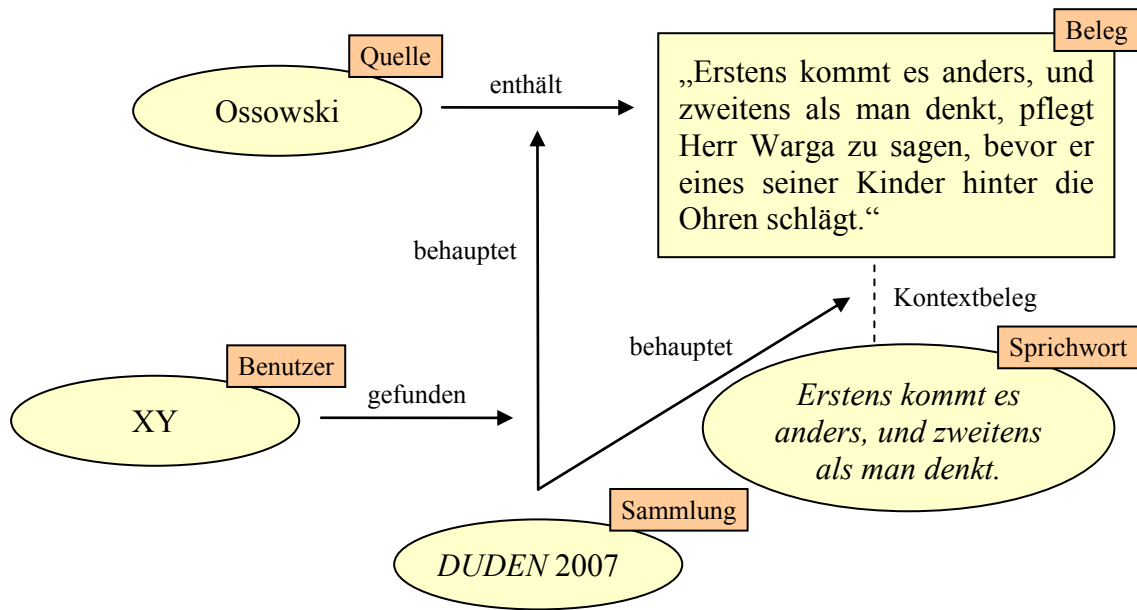 Quelle
Ossowski
enthält
Beleg
„Erstens kommt es anders, und
zweitens als man denkt, pflegt
Herr Warga zu sagen, bevor er
eines seiner Kinder hinter die
Ohren schlägt.“
behauptet
Kontextbeleg
behauptet
Benutzer
XY
gefunden
Sprichwort
Erstens kommt es
anders, und zweitens
als man denkt.
Sammlung
DUDEN 2007